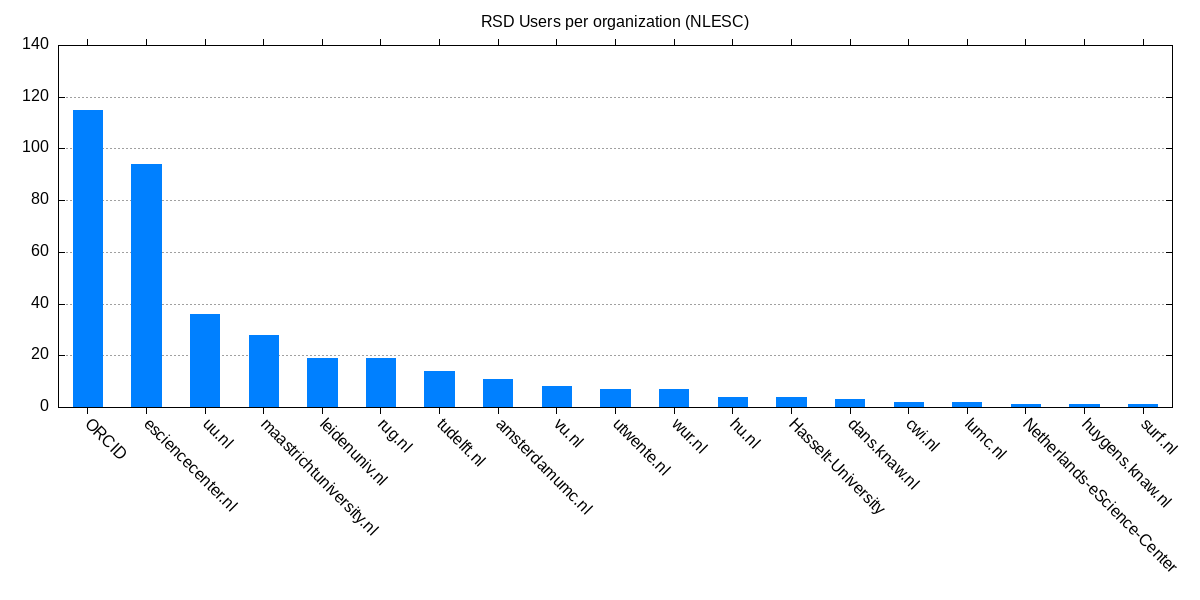 RSD Users per organization (NLESC)
140
120
100
80
60
40
20
0
ORCID
esciencecenter.nl
uu.nl
maastrichtuniversity.nl
leidenuniv.nl
rug.nl
tudelft.nl
amsterdamumc.nl
vu.nl
utwente.nl
wur.nl
hu.nl
Hasselt-University
dans.knaw.nl
cwi.nl
lumc.nl
Netherlands-eScience-Center
huygens.knaw.nl
surf.nl